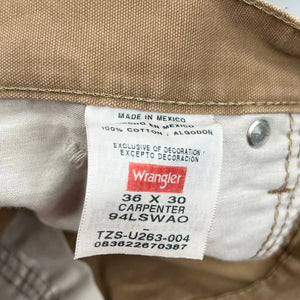 MADE IN MEXICO
HECHO EN MEXICO
100% COTTON, ALGODON
EXCLUSIVE OF DECORATION
EXCEPTO DECORACION
Wrangler
36 X 30
CARPENTER
94LSWAO
-
TZS-U263-004
083622670387